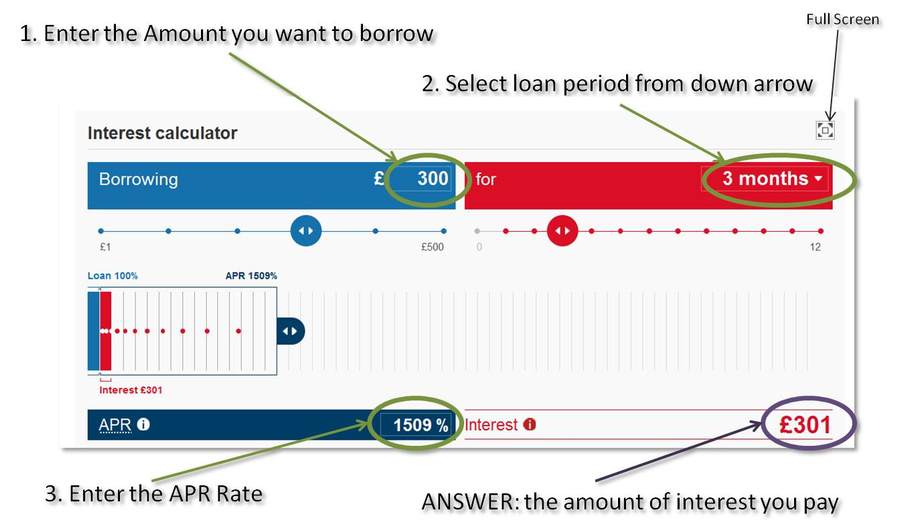 Full Screen
1. Enter the Amount you want to borrow
2. Select loan period from down arrow
Interest calculator
Borrowing £ 300 for 3 months
£1 £500 0 12
Loan 100% APR 1509%
Interest £301
APR i 1509 % Interest i £301
3. Enter the APR Rate
ANSWER: the amount of interest you pay